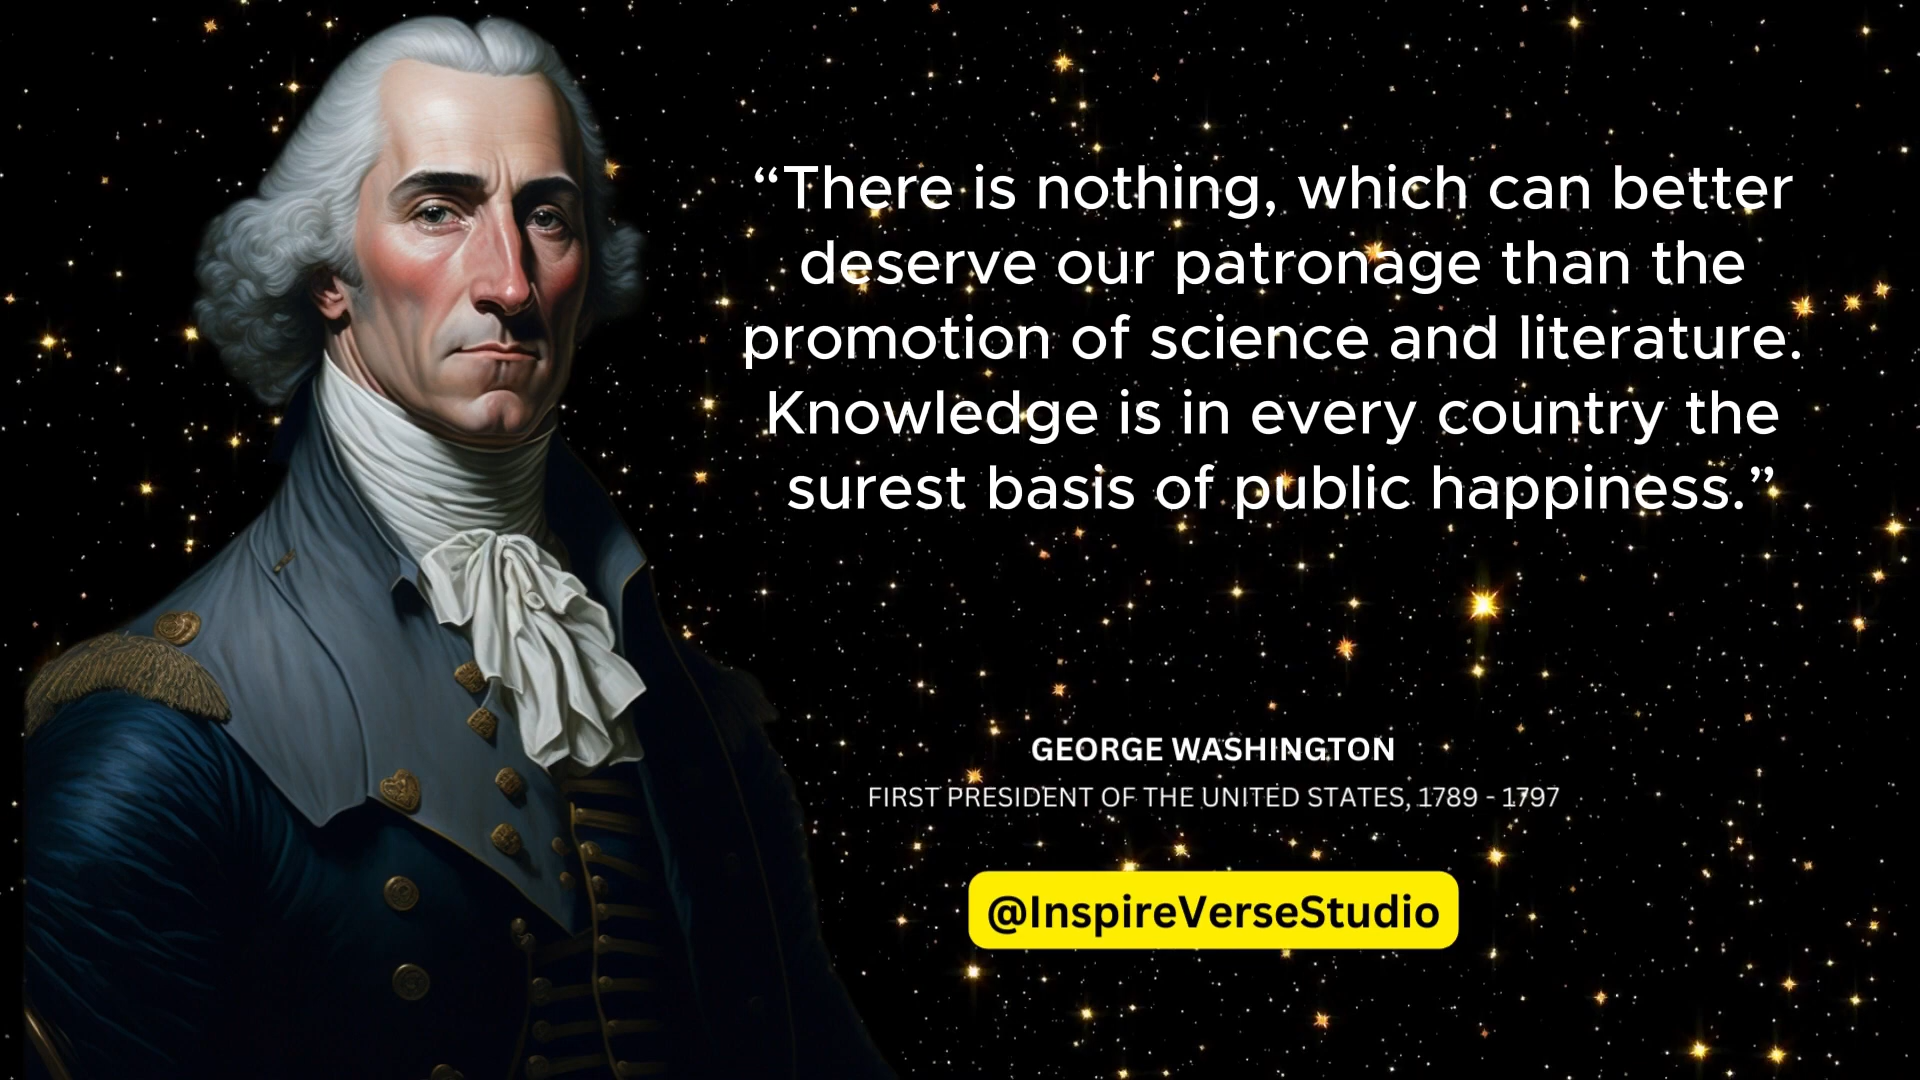 “There is nothing, which can better
deserve our patronage than the
promotion of science and literature.
Knowledge is in every country the
surest basis of public happiness.”
GEORGE WASHINGTON
FIRST PRESIDENT OF THE UNITED STATES, 1789 - 1797
@InspireVerseStudio